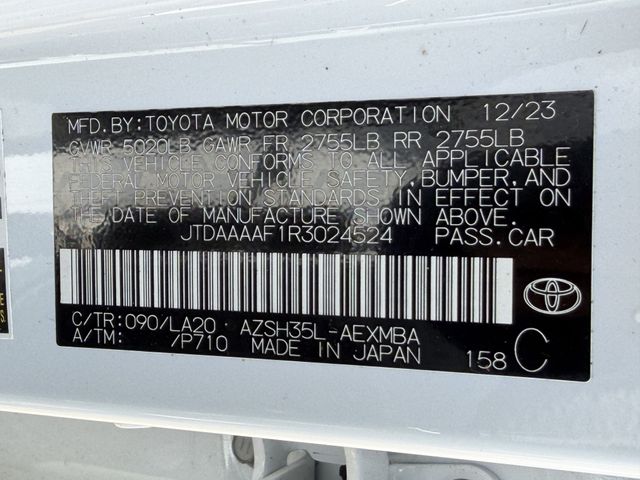 MFD. BY: TOYOTA MOTOR CORPORATION 12/23
GVWR 5020LB GAWR FR 2755LB RR 2755LB
THIS VEHICLE CONFORMS TO ALL APPLICABLE
FEDERAL MOTOR VEHICLE SAFETY, BUMPER, AND
THEFT PREVENTION STANDARDS IN EFFECT ON
THE DATE OF MANUFACTURE SHOWN ABOVE.
JTDAAAAF1R3024524 PASS. CAR
C/TR: 090/LA20 AZSH35L-AEXMBA
A/TM: /P710 MADE IN JAPAN 158 C